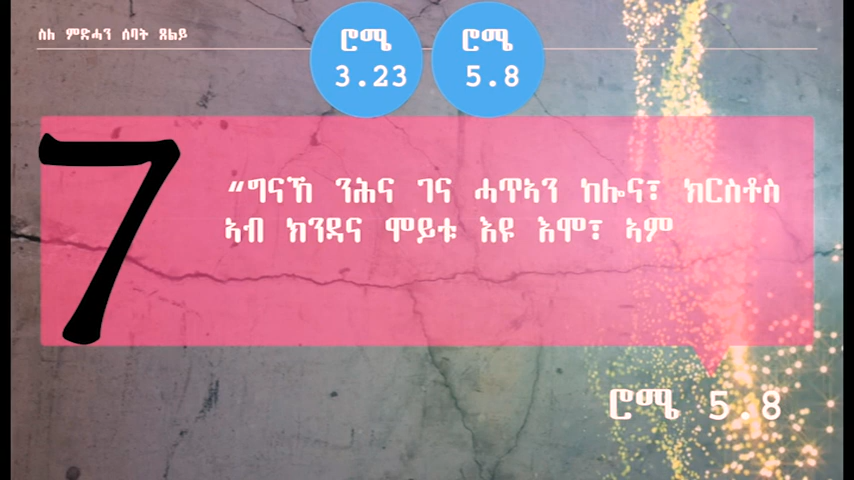 ስለ ምድሓን ሰባት ጸልይ
ሮሜ
3.23
ሮሜ
5.8
7
“ግናኸ ንሕና ገና ሓጥኣን ከሎና፣ ክርስቶስ
ኣብ ክንዳና ሞይቱ እዩ እሞ፣ ኣም
ሮሜ 5.8